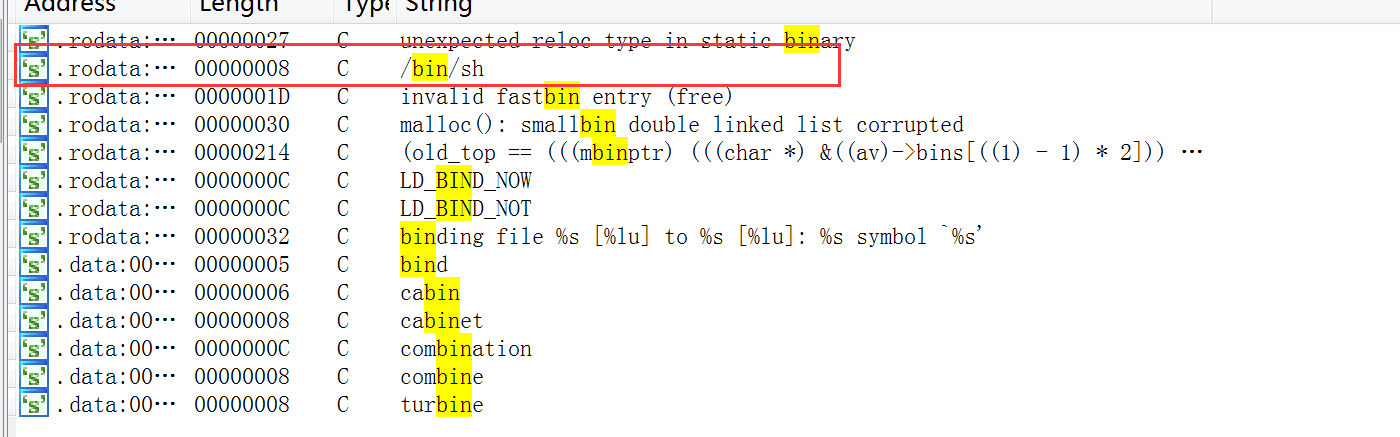 Address Length Type String
.rodata:… 00000027 C unexpected reloc type in static binary
.rodata:… 00000008 C /bin/sh
.rodata:… 0000001D C invalid fastbin entry (free)
.rodata:… 00000030 C malloc(): smallbin double linked list corrupted
.rodata:… 00000214 C (old_top == (((mbinptr) (((char *) &((av)->bins[((1) - 1) * 2])) …
.rodata:… 0000000C C LD_BIND_NOW
.rodata:… 0000000C C LD_BIND_NOT
.rodata:… 00000032 C binding file %s [%lu] to %s [%lu]: %s symbol `%s'
.data:00… 00000005 C bind
.data:00… 00000006 C cabin
.data:00… 00000008 C cabinet
.data:00… 0000000C C combination
.data:00… 00000008 C combine
.data:00… 00000008 C turbine